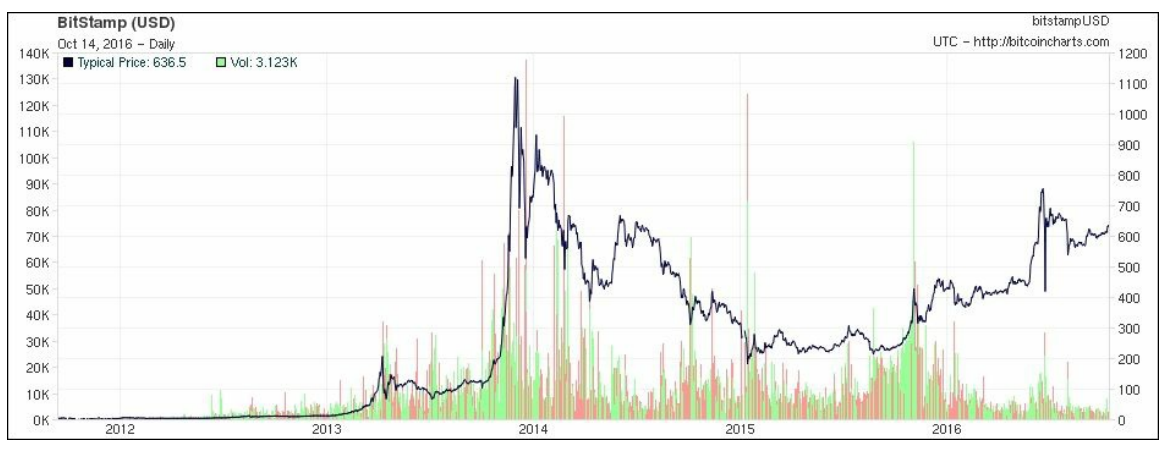 BitStamp (USD)
bitstampUSD
Oct 14, 2016 – Daily
UTC – http://bitcoincharts.com
Typical Price: 636.5
Vol: 3.123K
140K
130K
120K
110K
100K
90K
80K
70K
60K
50K
40K
30K
20K
10K
0K
1200
1100
1000
900
800
700
600
500
400
300
200
100
0
2012
2013
2014
2015
2016